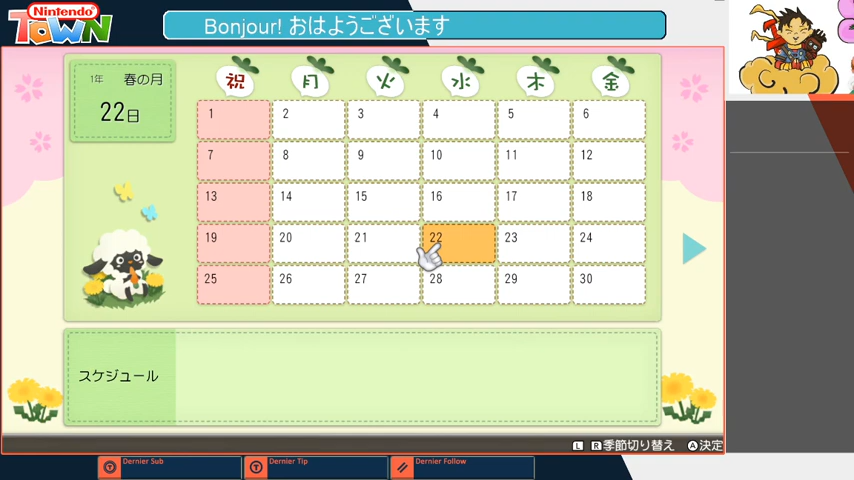 Nintendo
TOWN
Bonjour! おはようございます
1年 春の月
22日
祝 月 火 水 木 金
1 2 3 4 5 6
7 8 9 10 11 12
13 14 15 16 17 18
19 20 21 22 23 24
25 26 27 28 29 30
スケジュール
L R 季節切り替え A 決定
Dernier Sub Dernier Tip Dernier Follow